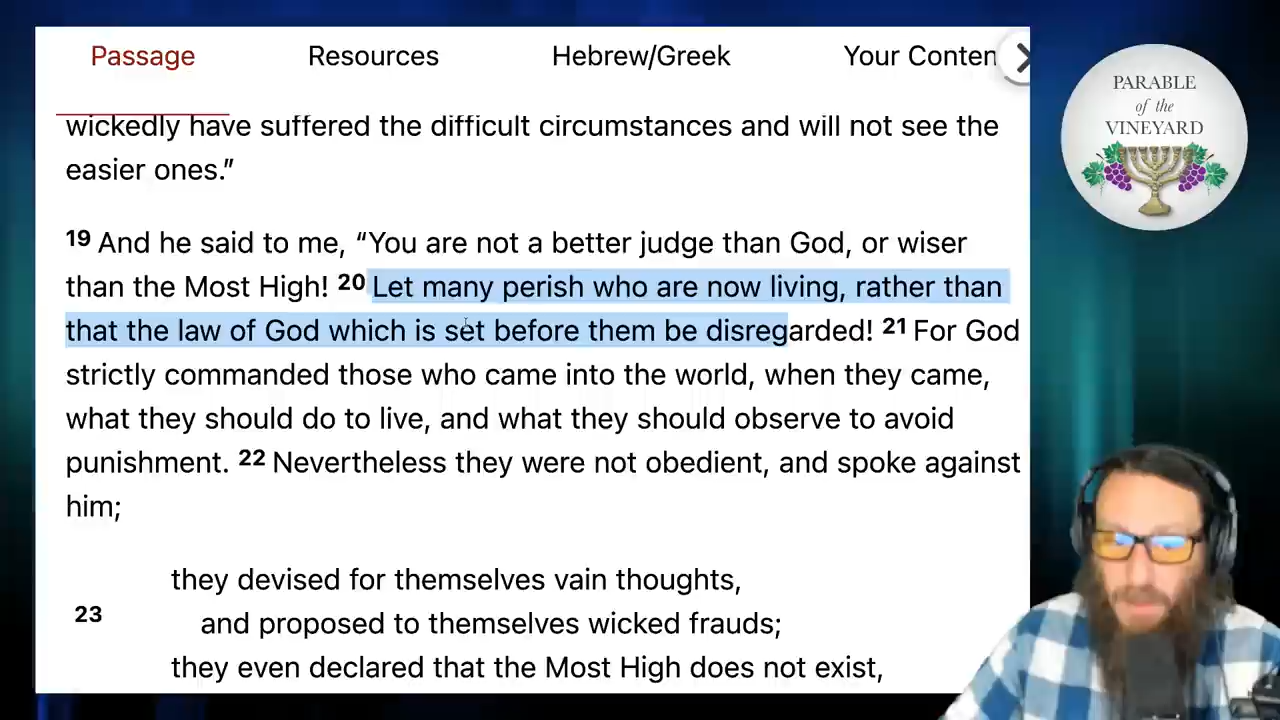 Passage
Resources
Hebrew/Greek
Your Conten
wickedly have suffered the difficult circumstances and will not see the
easier ones.”
19 And he said to me, “You are not a better judge than God, or wiser
than the Most High! 20 Let many perish who are now living, rather than
that the law of God which is set before them be disregarded! 21 For God
strictly commanded those who came into the world, when they came,
what they should do to live, and what they should observe to avoid
punishment. 22 Nevertheless they were not obedient, and spoke against
him;
they devised for themselves vain thoughts,
23 and proposed to themselves wicked frauds;
they even declared that the Most High does not exist,
PARABLE
of the
VINEYARD